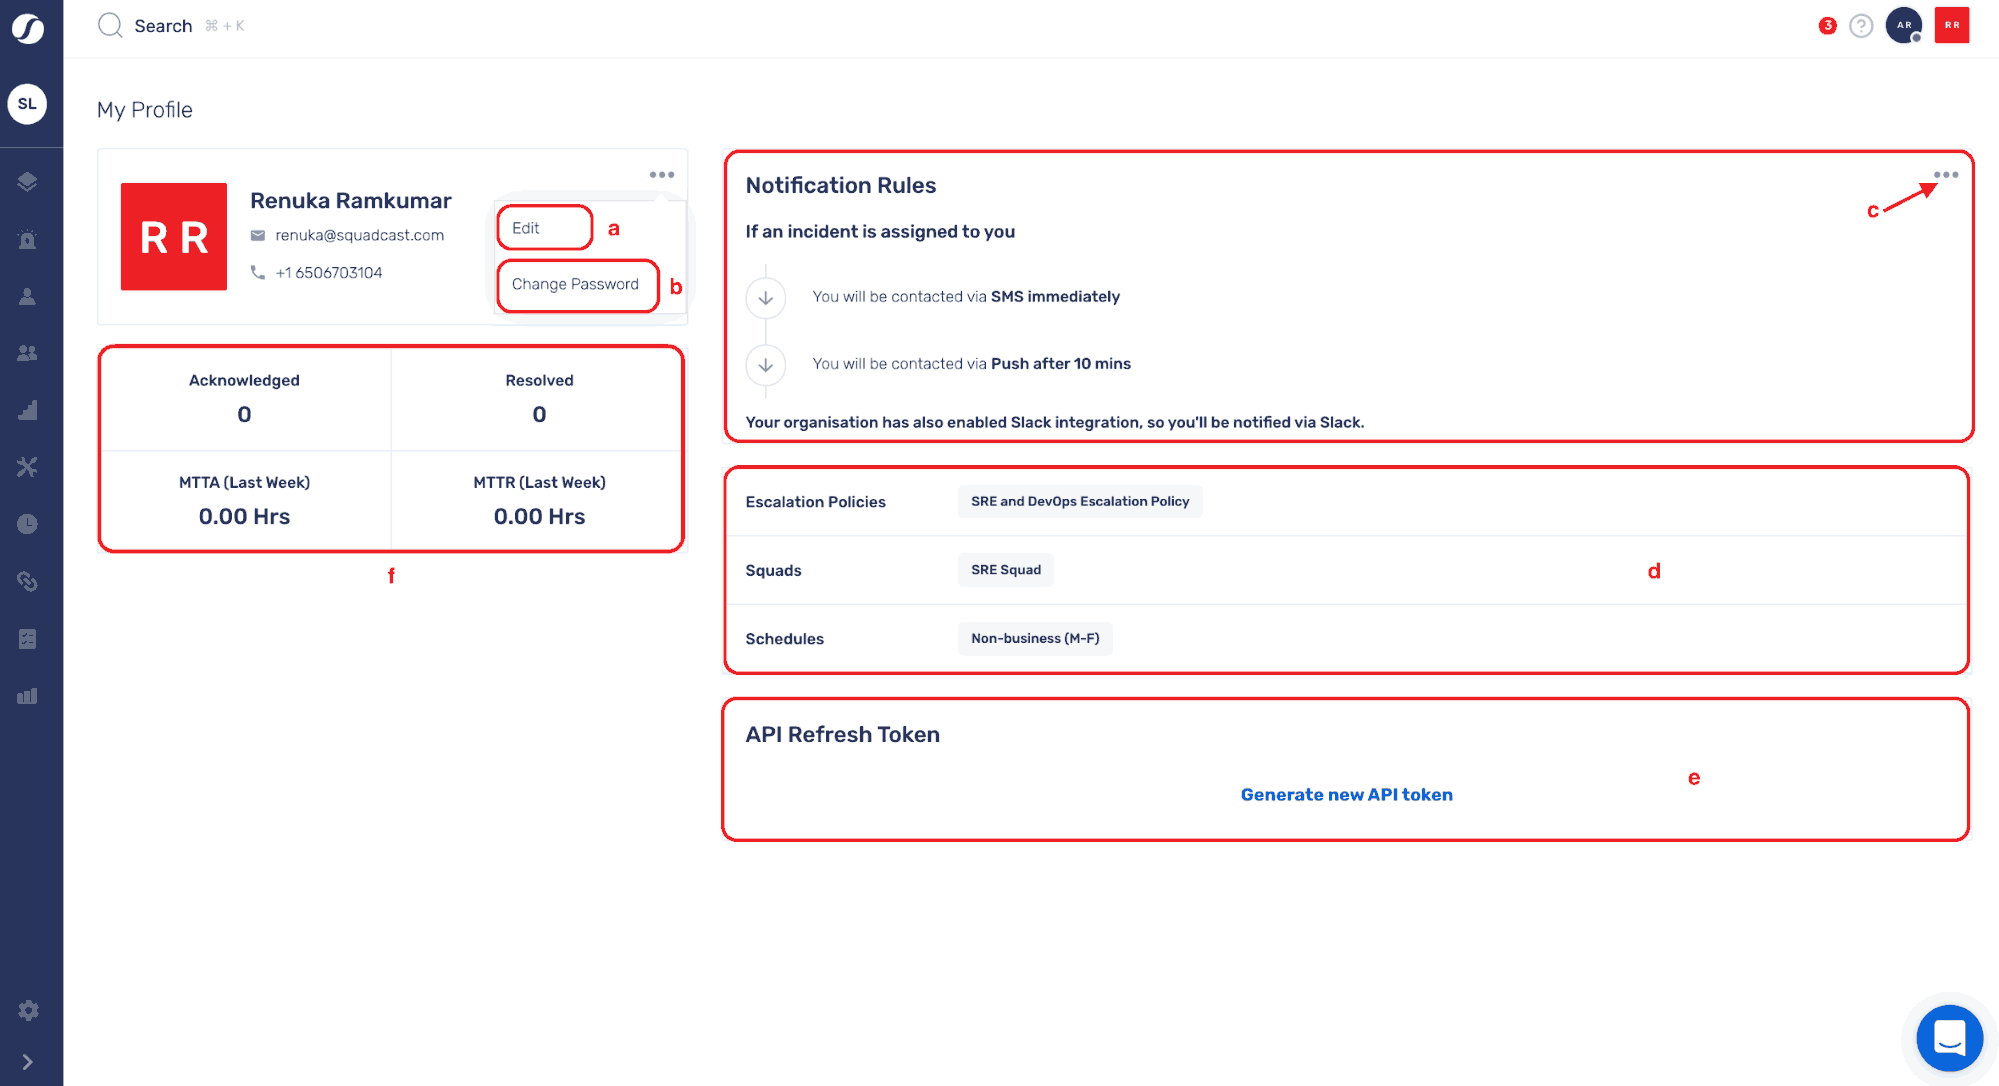 Search ⌘ + K
3
?
AR
RR
SL
My Profile
RR
Renuka Ramkumar
renuka@squadcast.com
+1 6506703104
Edit
a
Change Password
b
Acknowledged
0
Resolved
0
MTTA (Last Week)
0.00 Hrs
MTTR (Last Week)
0.00 Hrs
f
Notification Rules
c
If an incident is assigned to you
You will be contacted via SMS immediately
You will be contacted via Push after 10 mins
Your organisation has also enabled Slack integration, so you'll be notified via Slack.
Escalation Policies
SRE and DevOps Escalation Policy
Squads
SRE Squad
d
Schedules
Non-business (M-F)
API Refresh Token
e
Generate new API token